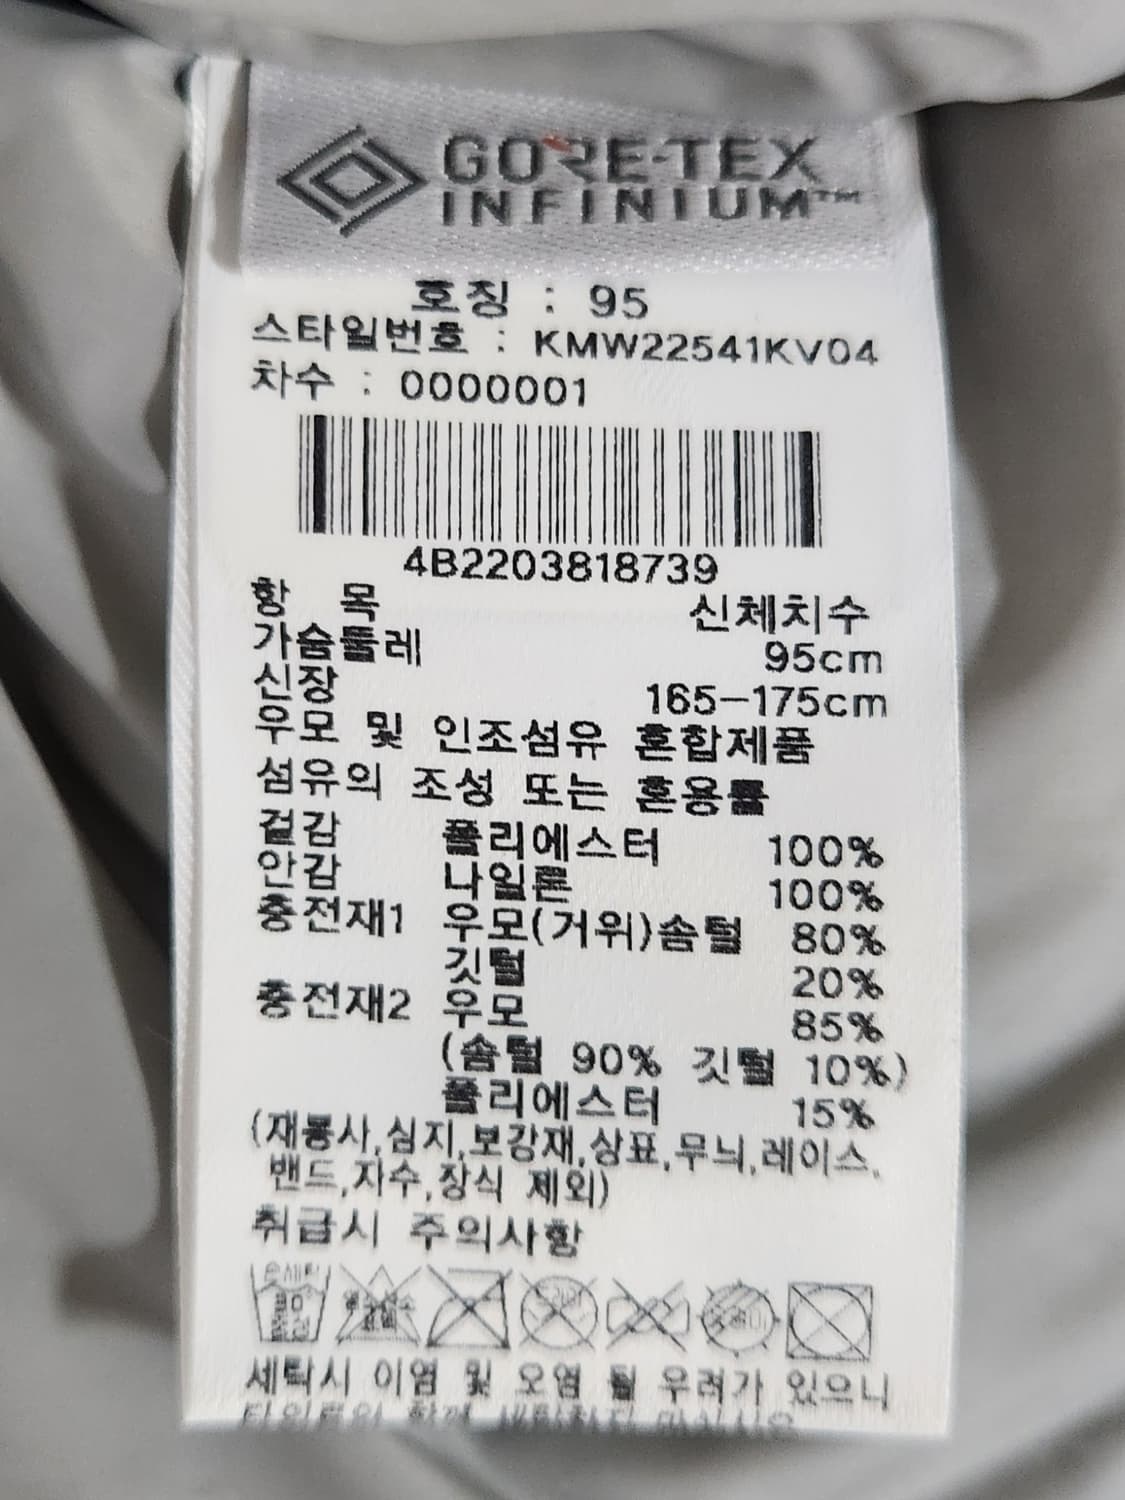 GORE-TEX
INFINIUM™
호칭 : 95
스타일번호 : KMW22541KV04
차수 : 0000001
4B2203818739
항 목 신체치수
가슴둘레 95cm
신장 165-175cm
우모 및 인조섬유 혼합제품
섬유의 조성 또는 혼용률
겉감 폴리에스터 100%
안감 나일론 100%
충전재1 우모(거위)솜털 80%
깃털 20%
충전재2 우모 85%
(솜털 90% 깃털 10%)
폴리에스터 15%
(재봉사,심지,보강재,상표,무늬,레이스,
밴드,자수,장식 제외)
취급시 주의사항
손세탁
세탁시 이염 및 오염 될 우려가 있으니